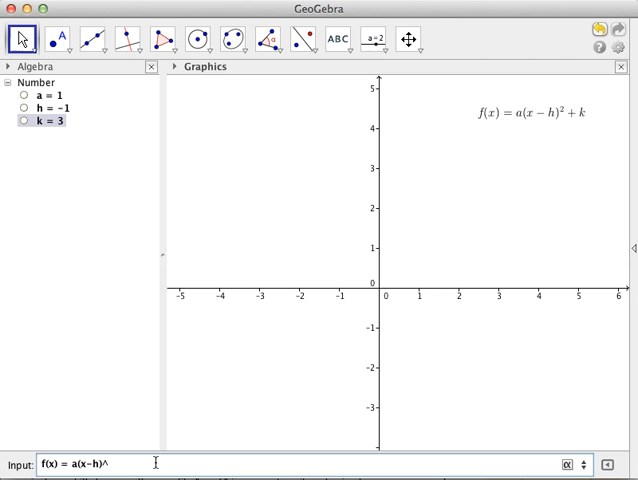 GeoGebra
ABC
a=2
Algebra
Graphics
Number
a = 1
h = -1
k = 3
f(x) = a(x − h)² + k
5
4
3
2
1
0
-5 -4 -3 -2 -1 0 1 2 3 4 5 6
-1
-2
-3
Input: f(x) = a(x-h)^
α